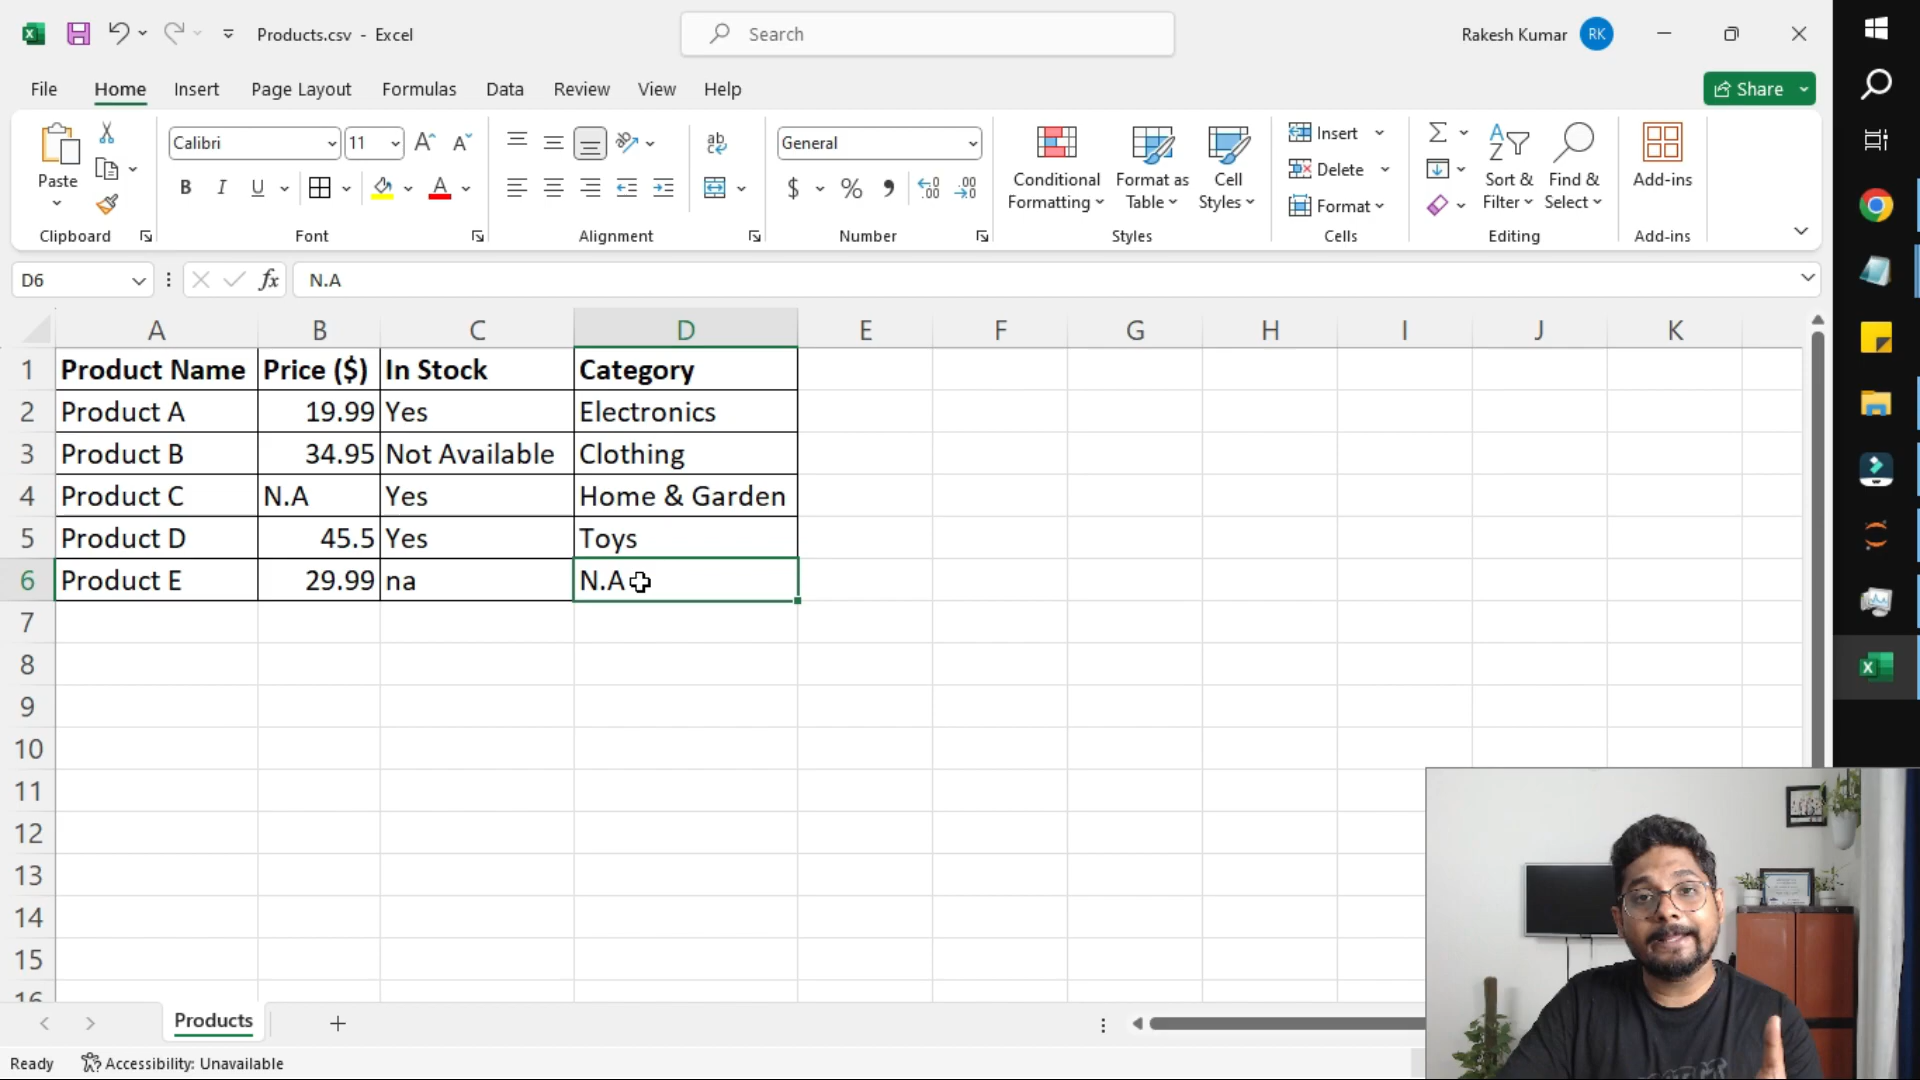 Products.csv - Excel
Search
Rakesh Kumar RK
File Home Insert Page Layout Formulas Data Review View Help
Share
Paste
Calibri 11
B I U A
ab
General
$ % 9 .00
Conditional Formatting
Format as Table
Cell Styles
Insert
Delete
Format
Sort & Filter
Find & Select
Add-ins
Clipboard Font Alignment Number Styles Cells Editing Add-ins
D6 fx N.A
A B C D E F G H I J K
1 Product Name Price ($) In Stock Category
2 Product A 19.99 Yes Electronics
3 Product B 34.95 Not Available Clothing
4 Product C N.A Yes Home & Garden
5 Product D 45.5 Yes Toys
6 Product E 29.99 na N.A
7
8
9
10
11
12
13
14
15
16
Products
Ready Accessibility: Unavailable